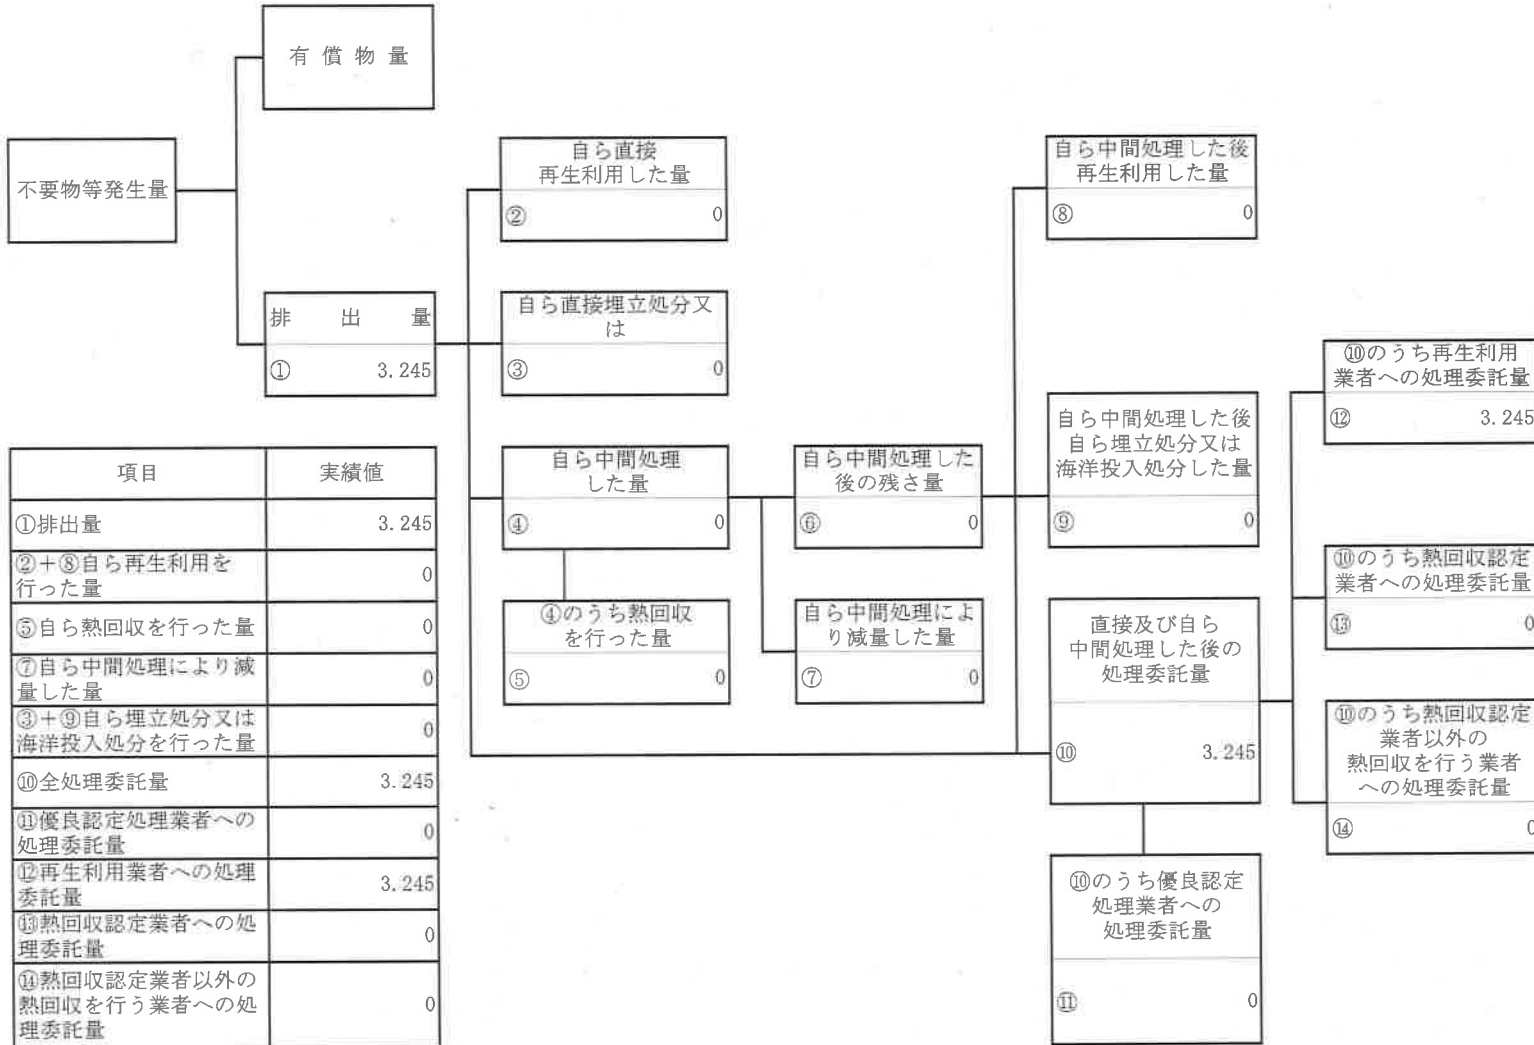 有償物量
不要物等発生量
排出量
① 3.245
自ら直接
再生利用した量
② 0
自ら直接埋立処分又
は
③ 0
自ら中間処理
した量
④ 0
④のうち熱回収
を行った量
⑤ 0
自ら中間処理した
後の残さ量
⑥ 0
自ら中間処理によ
り減量した量
⑦ 0
自ら中間処理した後
再生利用した量
⑧ 0
自ら中間処理した後
自ら埋立処分又は
海洋投入処分した量
⑨ 0
直接及び自ら
中間処理した後の
処理委託量
⑩ 3.245
⑩のうち優良認定
処理業者への
処理委託量
⑪ 0
⑩のうち再生利用
業者への処理委託量
⑫ 3.245
⑩のうち熱回収認定
業者への処理委託量
⑬ 0
⑩のうち熱回収認定
業者以外の
熱回収を行う業者
への処理委託量
⑭ 0
項目 実績値
①排出量 3.245
②+⑧自ら再生利用を
行った量 0
⑤自ら熱回収を行った量 0
⑦自ら中間処理により減
量した量 0
③+⑨自ら埋立処分又は
海洋投入処分を行った量 0
⑩全処理委託量 3.245
⑪優良認定処理業者への
処理委託量 0
⑫再生利用業者への処理
委託量 3.245
⑬熱回収認定業者への処
理委託量 0
⑭熱回収認定業者以外の
熱回収を行う業者への処
理委託量 0